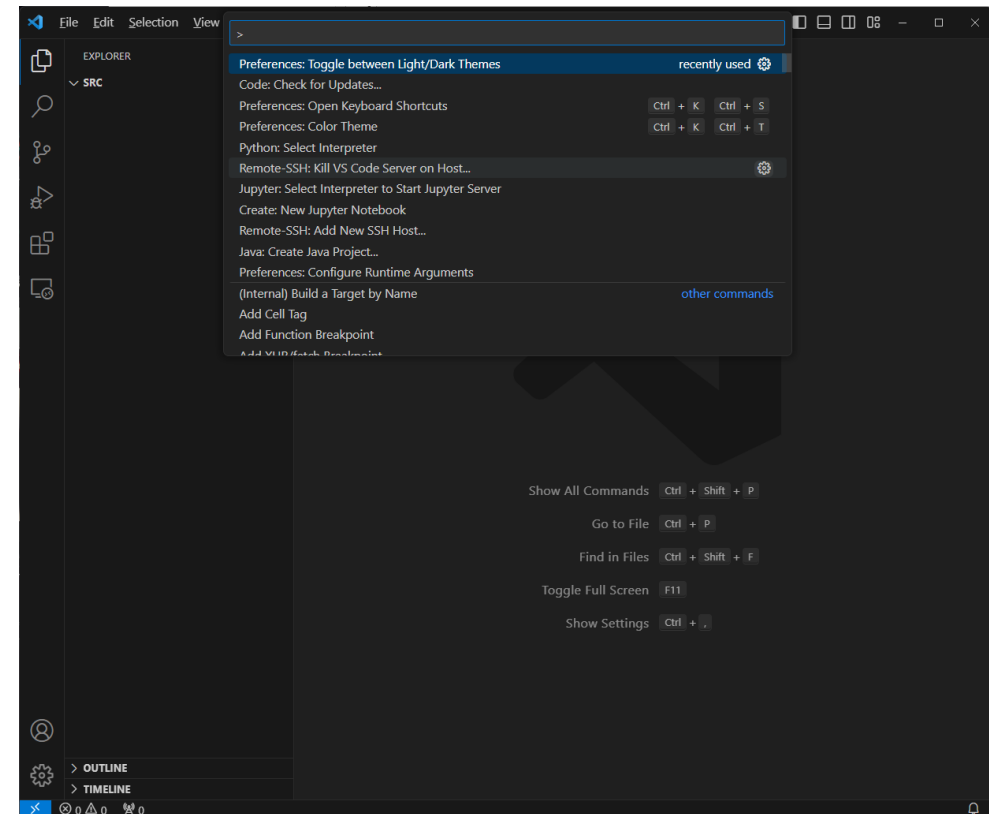 File Edit Selection View
>
EXPLORER
SRC
Preferences: Toggle between Light/Dark Themes recently used
Code: Check for Updates...
Preferences: Open Keyboard Shortcuts Ctrl + K Ctrl + S
Preferences: Color Theme Ctrl + K Ctrl + T
Python: Select Interpreter
Remote-SSH: Kill VS Code Server on Host...
Jupyter: Select Interpreter to Start Jupyter Server
Create: New Jupyter Notebook
Remote-SSH: Add New SSH Host...
Java: Create Java Project...
Preferences: Configure Runtime Arguments
(Internal) Build a Target by Name other commands
Add Cell Tag
Add Function Breakpoint
Add XHR/fetch Breakpoint
Show All Commands Ctrl + Shift + P
Go to File Ctrl + P
Find in Files Ctrl + Shift + F
Toggle Full Screen F11
Show Settings Ctrl + ,
OUTLINE
TIMELINE
0 0 0